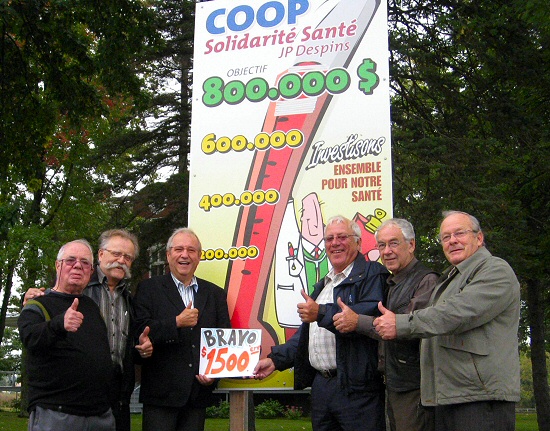 COOP
Solidarité Santé
JP Despins
OBJECTIF
800.000 $
600.000
Investissons
ENSEMBLE
POUR NOTRE
SANTÉ
400.000
200.000
BRAVO
$1500